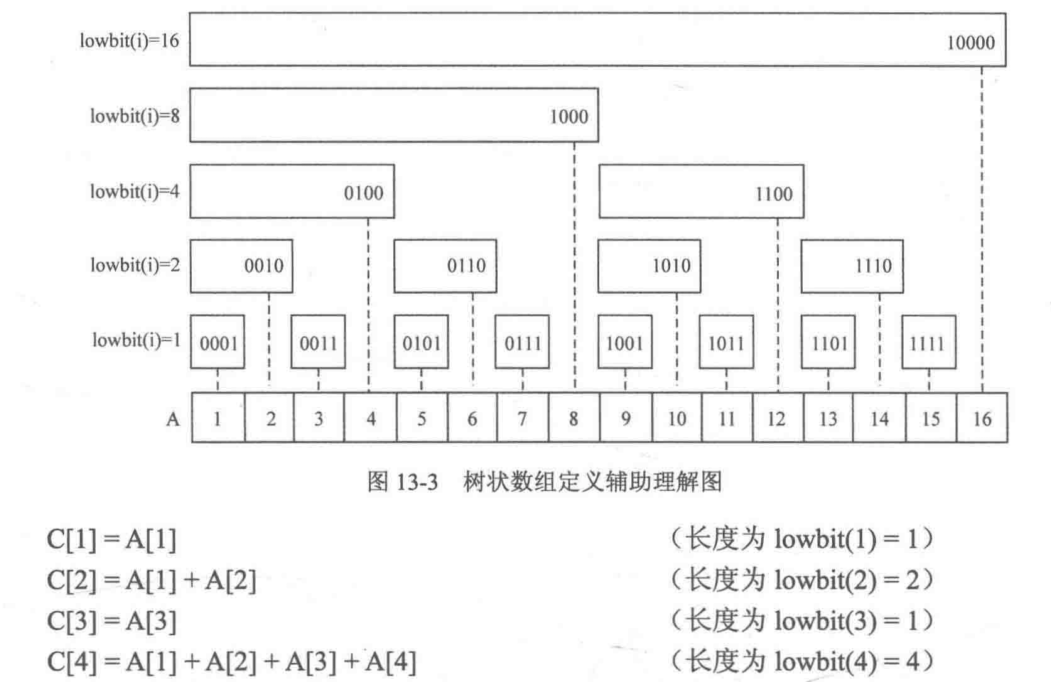 lowbit(i)=16 10000
lowbit(i)=8 1000
lowbit(i)=4 0100 1100
lowbit(i)=2 0010 0110 1010 1110
lowbit(i)=1 0001 0011 0101 0111 1001 1011 1101 1111
A 1 2 3 4 5 6 7 8 9 10 11 12 13 14 15 16
图 13-3 树状数组定义辅助理解图
C[1] = A[1] （长度为 lowbit(1) = 1）
C[2] = A[1] + A[2] （长度为 lowbit(2) = 2）
C[3] = A[3] （长度为 lowbit(3) = 1）
C[4] = A[1] + A[2] + A[3] + A[4] （长度为 lowbit(4) = 4）